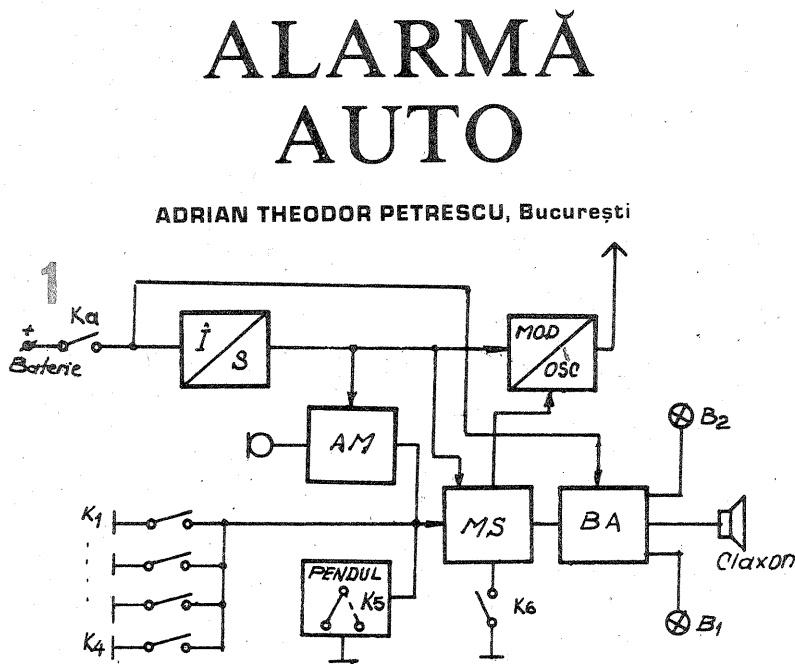 ALARMĂ
AUTO
ADRIAN THEODOR PETRESCU, București
1
Ka
+
Baterie
Î
S
MOD
OSC
AM
B2
K1
MS
BA
Claxon
PENDUL
K5
K6
K4
B1